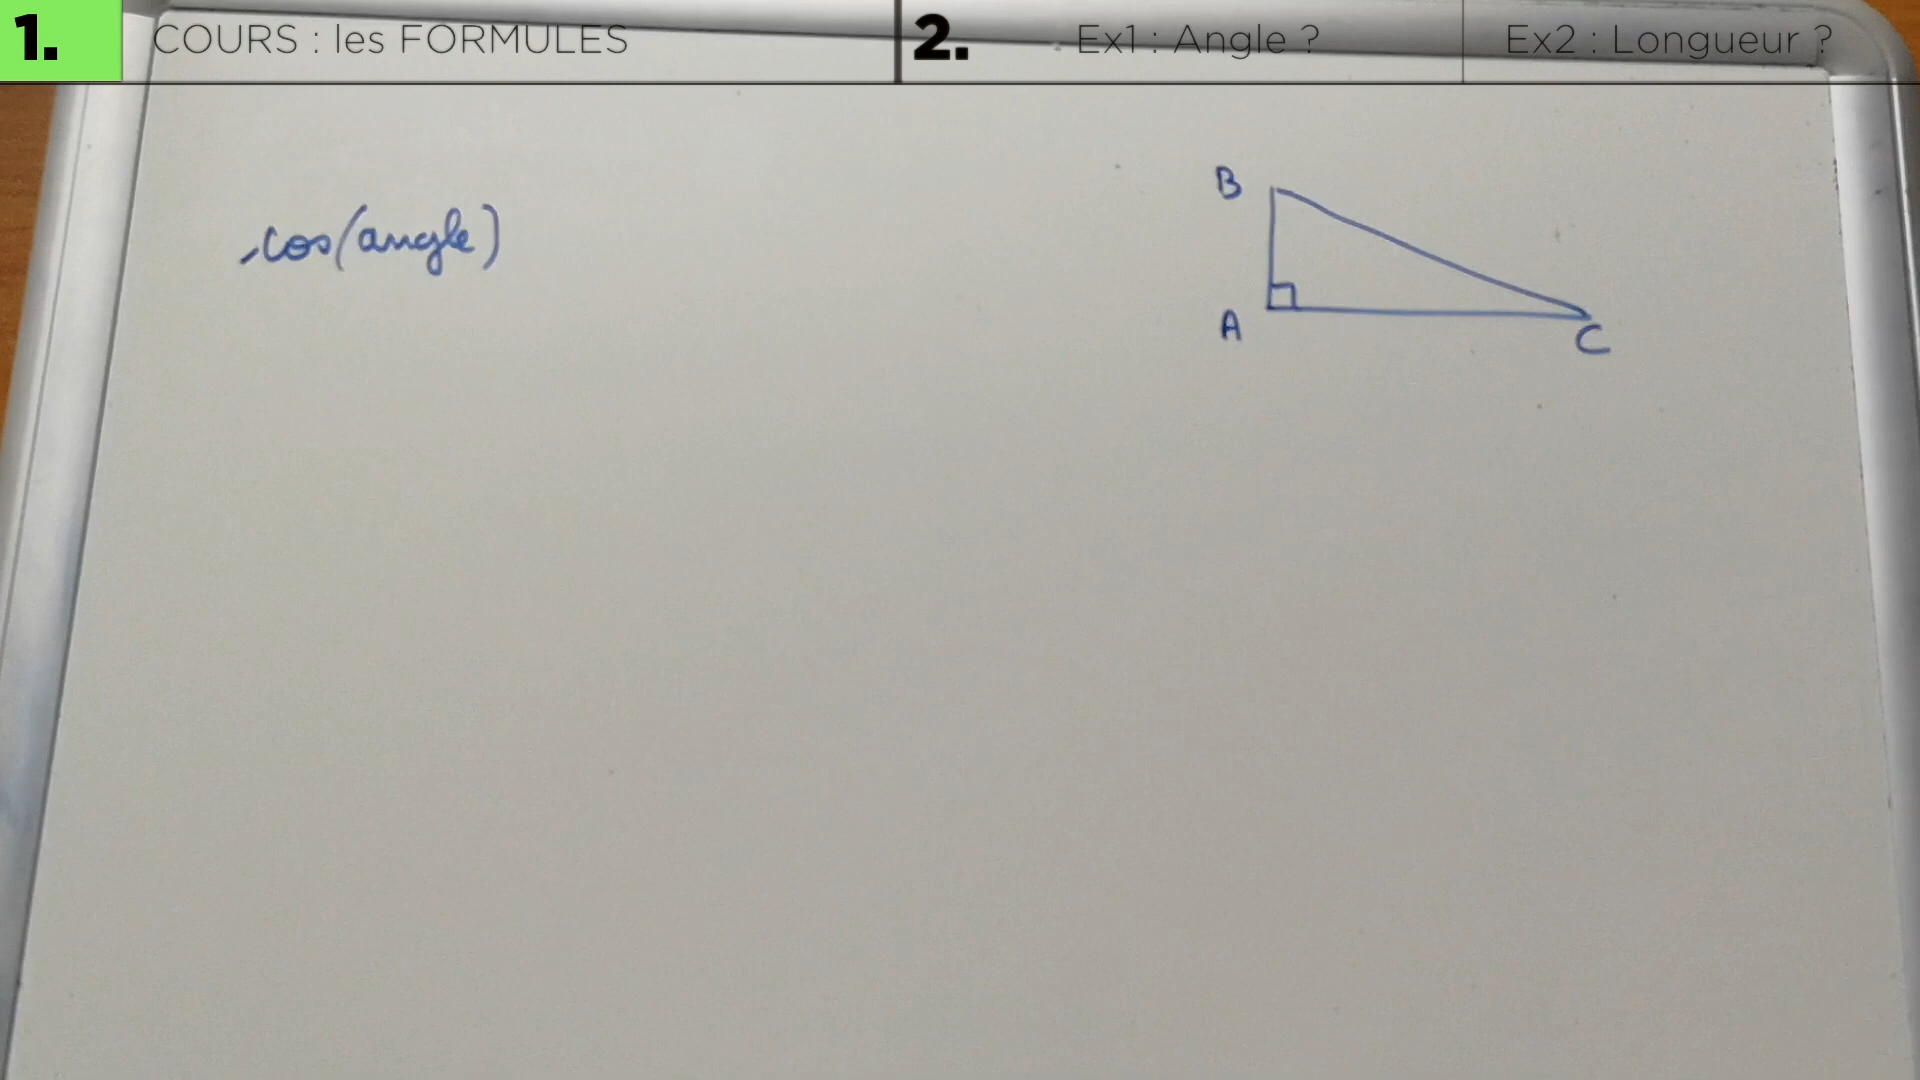 1. COURS : les FORMULES 2. Ex1 : Angle ? Ex2 : Longueur ?
B
cos(angle)
A
C